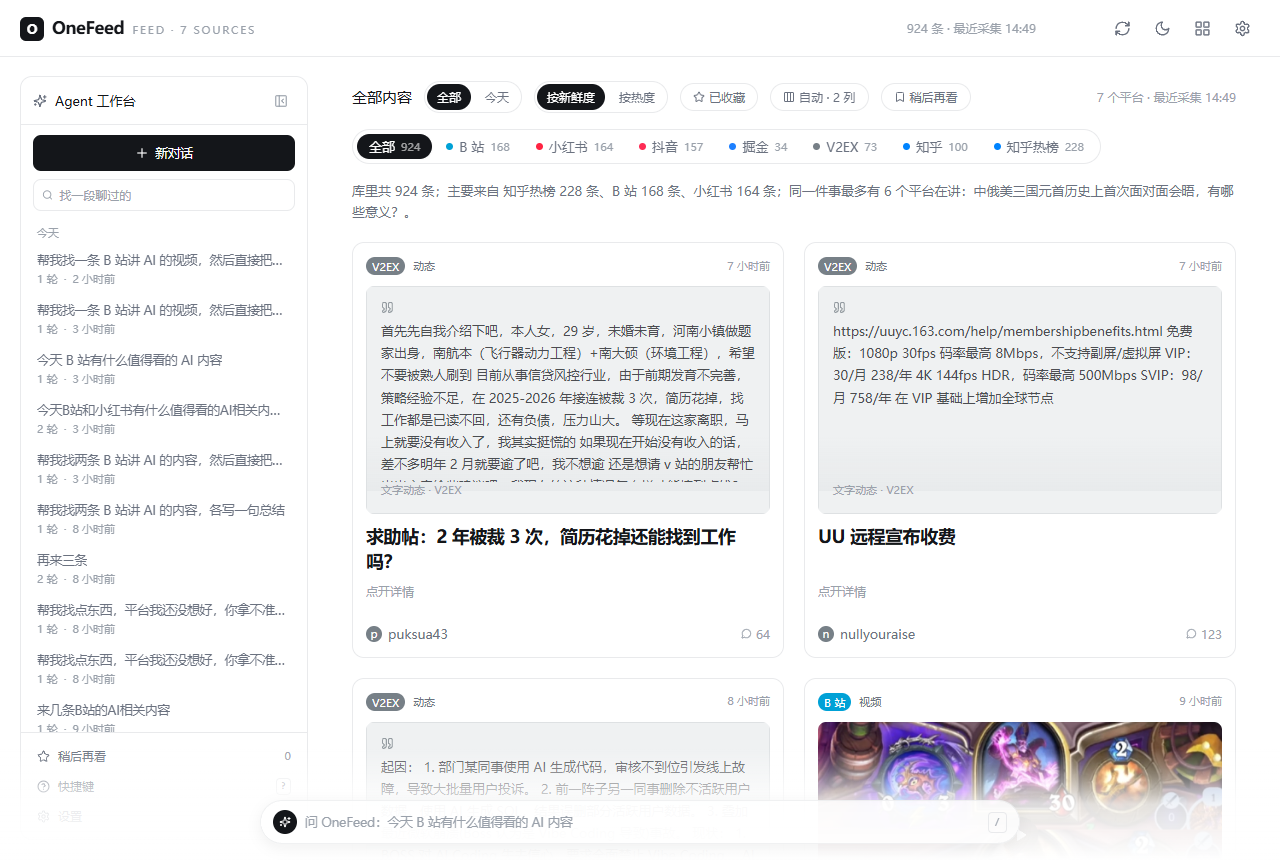 OneFeed FEED · 7 SOURCES
924 条 · 最近采集 14:49
Agent 工作台
+ 新对话
找一段聊过的
今天
帮我找一条 B 站讲 AI 的视频，然后直接把...
1 轮 · 2 小时前
帮我找一条 B 站讲 AI 的视频，然后直接把...
1 轮 · 3 小时前
今天 B 站有什么值得看的 AI 内容
1 轮 · 3 小时前
今天B站和小红书有什么值得看的AI相关内...
2 轮 · 3 小时前
帮我找两条 B 站讲 AI 的内容，然后直接把...
1 轮 · 3 小时前
帮我找两条 B 站讲 AI 的内容，各写一句总结
1 轮 · 8 小时前
再来三条
2 轮 · 8 小时前
帮我找点东西，平台我还没想好，你拿不准...
1 轮 · 8 小时前
帮我找点东西，平台我还没想好，你拿不准...
1 轮 · 8 小时前
来几条B站的AI相关内容
1 轮 · 9 小时前
稍后再看 0
快捷键 ?
设置
全部内容 全部 今天 按新鲜度 按热度 已收藏 自动 · 2 列 稍后再看 7 个平台 · 最近采集 14:49
全部 924 B 站 168 小红书 164 抖音 157 掘金 34 V2EX 73 知乎 100 知乎热榜 228
库里共 924 条；主要来自 知乎热榜 228 条、B 站 168 条、小红书 164 条；同一件事最多有 6 个平台在讲：中俄美三国元首历史上首次面对面会晤，有哪
些意义？。
V2EX 动态 7 小时前
首先先自我介绍下吧，本人女，29 岁，未婚未育，河南小镇做题
家出身，南航本（飞行器动力工程）+南大硕（环境工程），希望
不要被熟人刷到 目前从事信贷风控行业，由于前期发育不完善，
策略经验不足，在 2025-2026 年接连被裁 3 次，简历花掉，找
工作都是已读不回，还有负债，压力山大。 等现在这家离职，马
上就要没有收入了，我其实挺慌的 如果现在开始没有收入的话，
差不多明年 2 月就要逾了吧，我不想逾 还是想请 v 站的朋友帮忙
文字动态 · V2EX
求助帖：2 年被裁 3 次，简历花掉还能找到工作
吗？
点开详情
p puksua43 64
V2EX 动态 7 小时前
https://uuyc.163.com/help/membershipbenefits.html 免费
版：1080p 30fps 码率最高 8Mbps，不支持副屏/虚拟屏 VIP：
30/月 238/年 4K 144fps HDR，码率最高 500Mbps SVIP：98/
月 758/年 在 VIP 基础上增加全球节点
文字动态 · V2EX
UU 远程宣布收费
点开详情
n nullyouraise 123
V2EX 动态 8 小时前
起因： 1. 部门某同事使用 AI 生成代码，审核不到位引发线上故
障，导致大批量用户投诉。 2. 前一阵子另一同事删除不活跃用户
B 站 视频 9 小时前
2
30
问 OneFeed：今天 B 站有什么值得看的 AI 内容 /